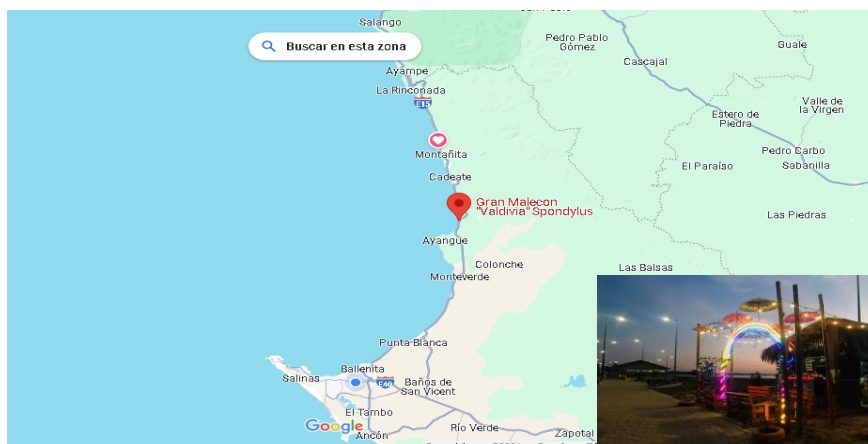 Salango
Buscar en esta zona
Pedro Pablo
Gómez
Guale
Cascajal
Ayampe
La Rinconada
E15
Valle de
la Virgen
Estero de
Piedra
Montañita
Pedro Carbo
El Paraíso
Sabanilla
Cadeate
Gran Malecon
"Valdivia" Spondylus
Las Piedras
Ayangue
Colonche
Las Balsas
Monteverde
Punta Blanca
Ballenita
Salinas
E40
Baños de
San Vicent
El Tambo
Google
Río Verde
Ancón
Zapotal